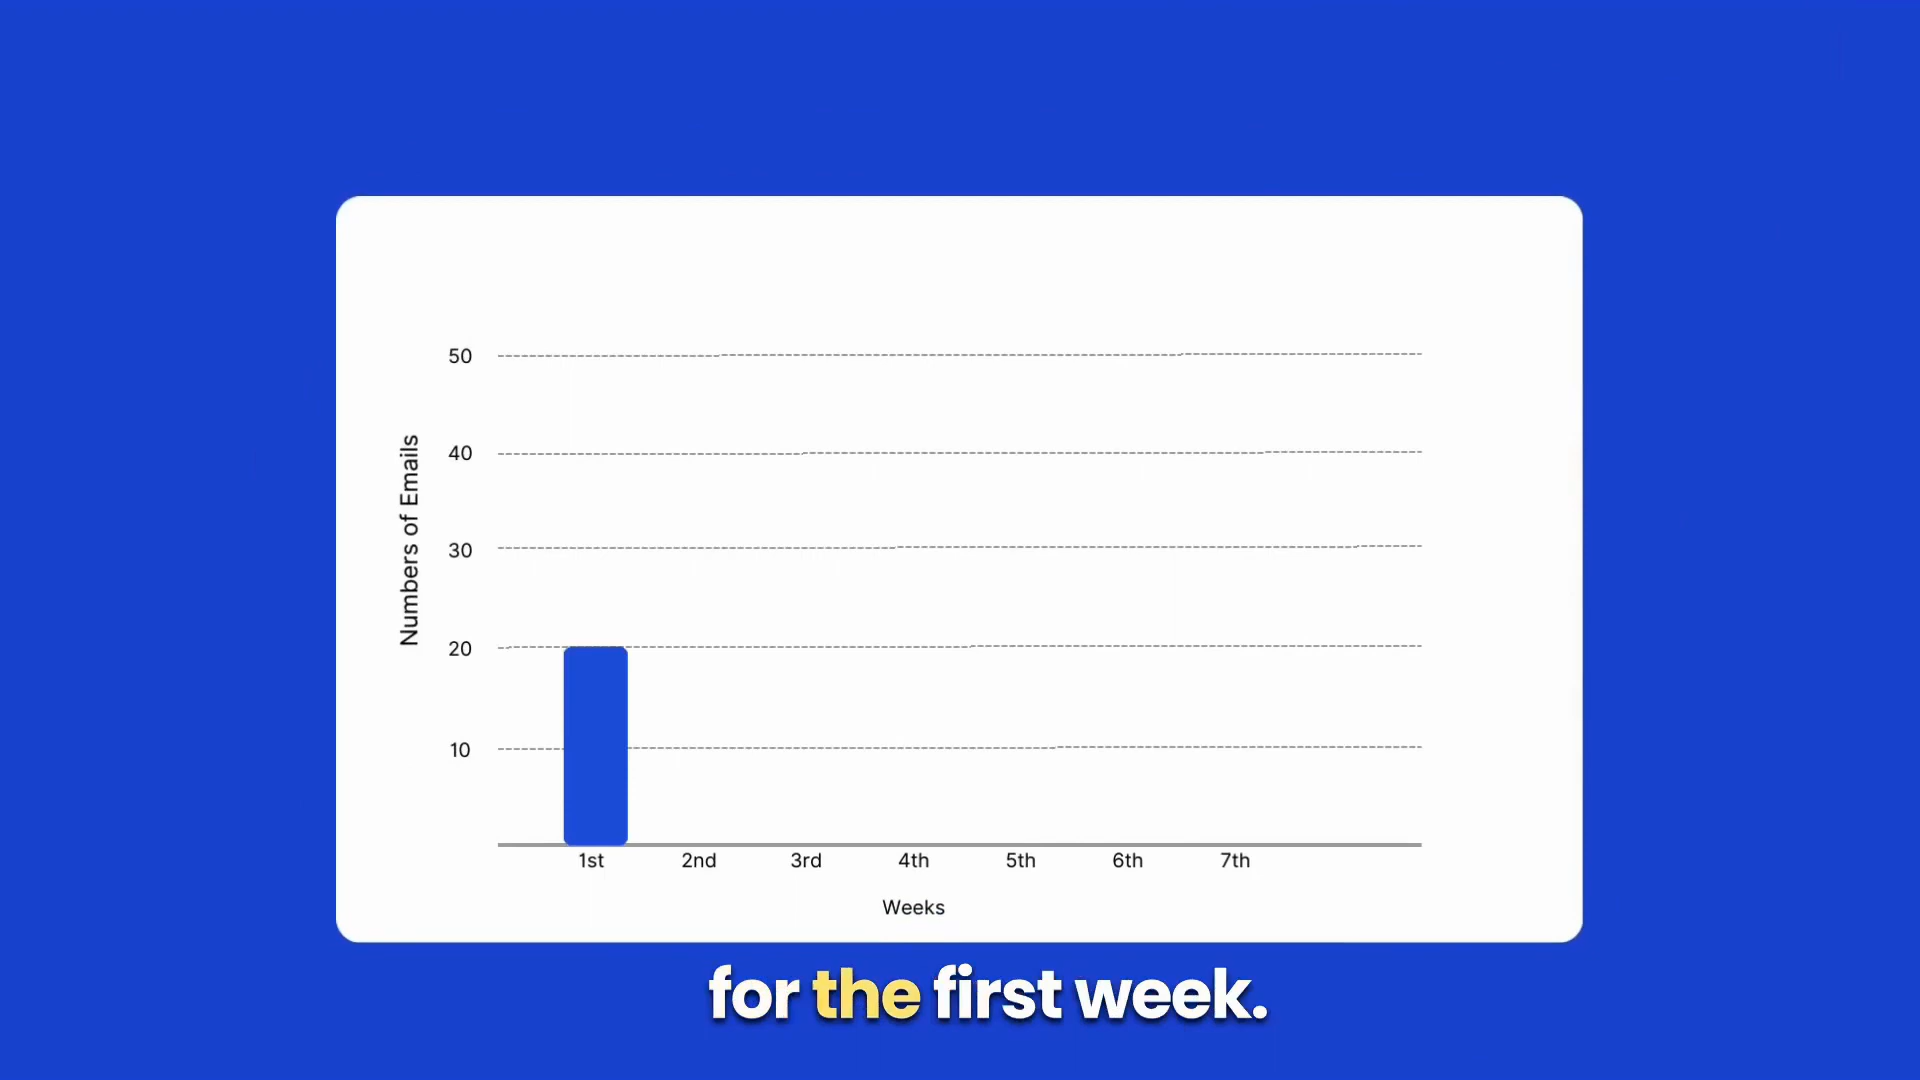 50
40
30
20
10
Numbers of Emails
1st 2nd 3rd 4th 5th 6th 7th
Weeks
for the first week.